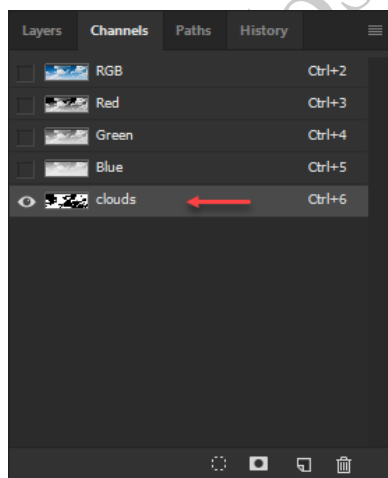 Layers Channels Paths History
RGB Ctrl+2
Red Ctrl+3
Green Ctrl+4
Blue Ctrl+5
clouds Ctrl+6